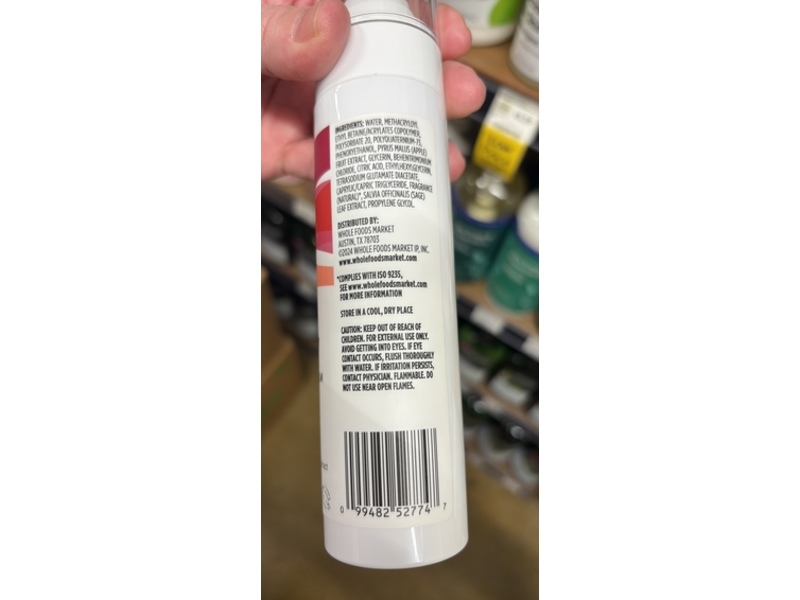 INGREDIENTS: WATER, METHACRYLOYL
ETHYL BETAINE/ACRYLATES COPOLYMER,
POLYSORBATE 20, POLYQUATERNIUM-73,
PHENOXYETHANOL, PYRUS MALUS (APPLE)
FRUIT EXTRACT, GLYCERIN, BEHENTRIMONIUM
CHLORIDE, CITRIC ACID, ETHYLHEXYLGLYCERIN,
TETRASODIUM GLUTAMATE DIACETATE,
CAPRYLIC/CAPRIC TRIGLYCERIDE, FRAGRANCE
(NATURAL)*, SALVIA OFFICINALIS (SAGE)
LEAF EXTRACT, PROPYLENE GLYCOL.
DISTRIBUTED BY:
WHOLE FOODS MARKET
AUSTIN, TX 78703
©2024 WHOLE FOODS MARKET IP, INC.
www.wholefoodsmarket.com
*COMPLIES WITH ISO 9235,
SEE www.wholefoodsmarket.com
FOR MORE INFORMATION
STORE IN A COOL, DRY PLACE
CAUTION: KEEP OUT OF REACH OF
CHILDREN. FOR EXTERNAL USE ONLY.
AVOID GETTING INTO EYES. IF EYE
CONTACT OCCURS, FLUSH THOROUGHLY
WITH WATER. IF IRRITATION PERSISTS,
CONTACT PHYSICIAN. FLAMMABLE. DO
NOT USE NEAR OPEN FLAMES.
0 99482 52774 7